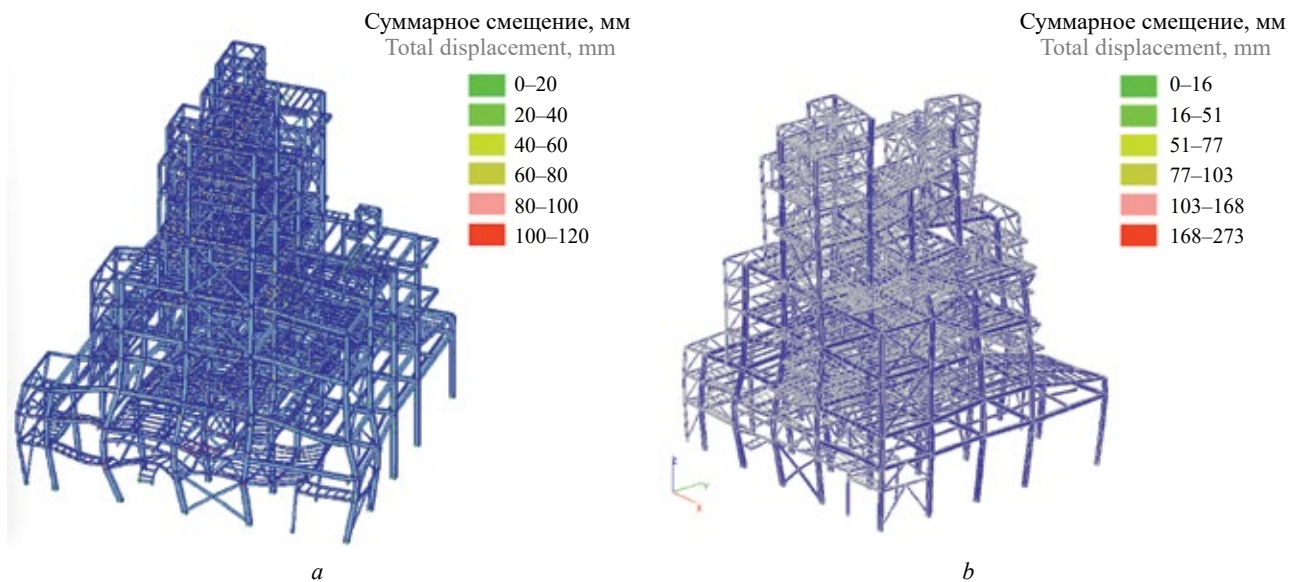 Суммарное смещение, мм
Total displacement, mm
0–20
20–40
40–60
60–80
80–100
100–120
a
Суммарное смещение, мм
Total displacement, mm
0–16
16–51
51–77
77–103
103–168
168–273
Z
Y
X
b